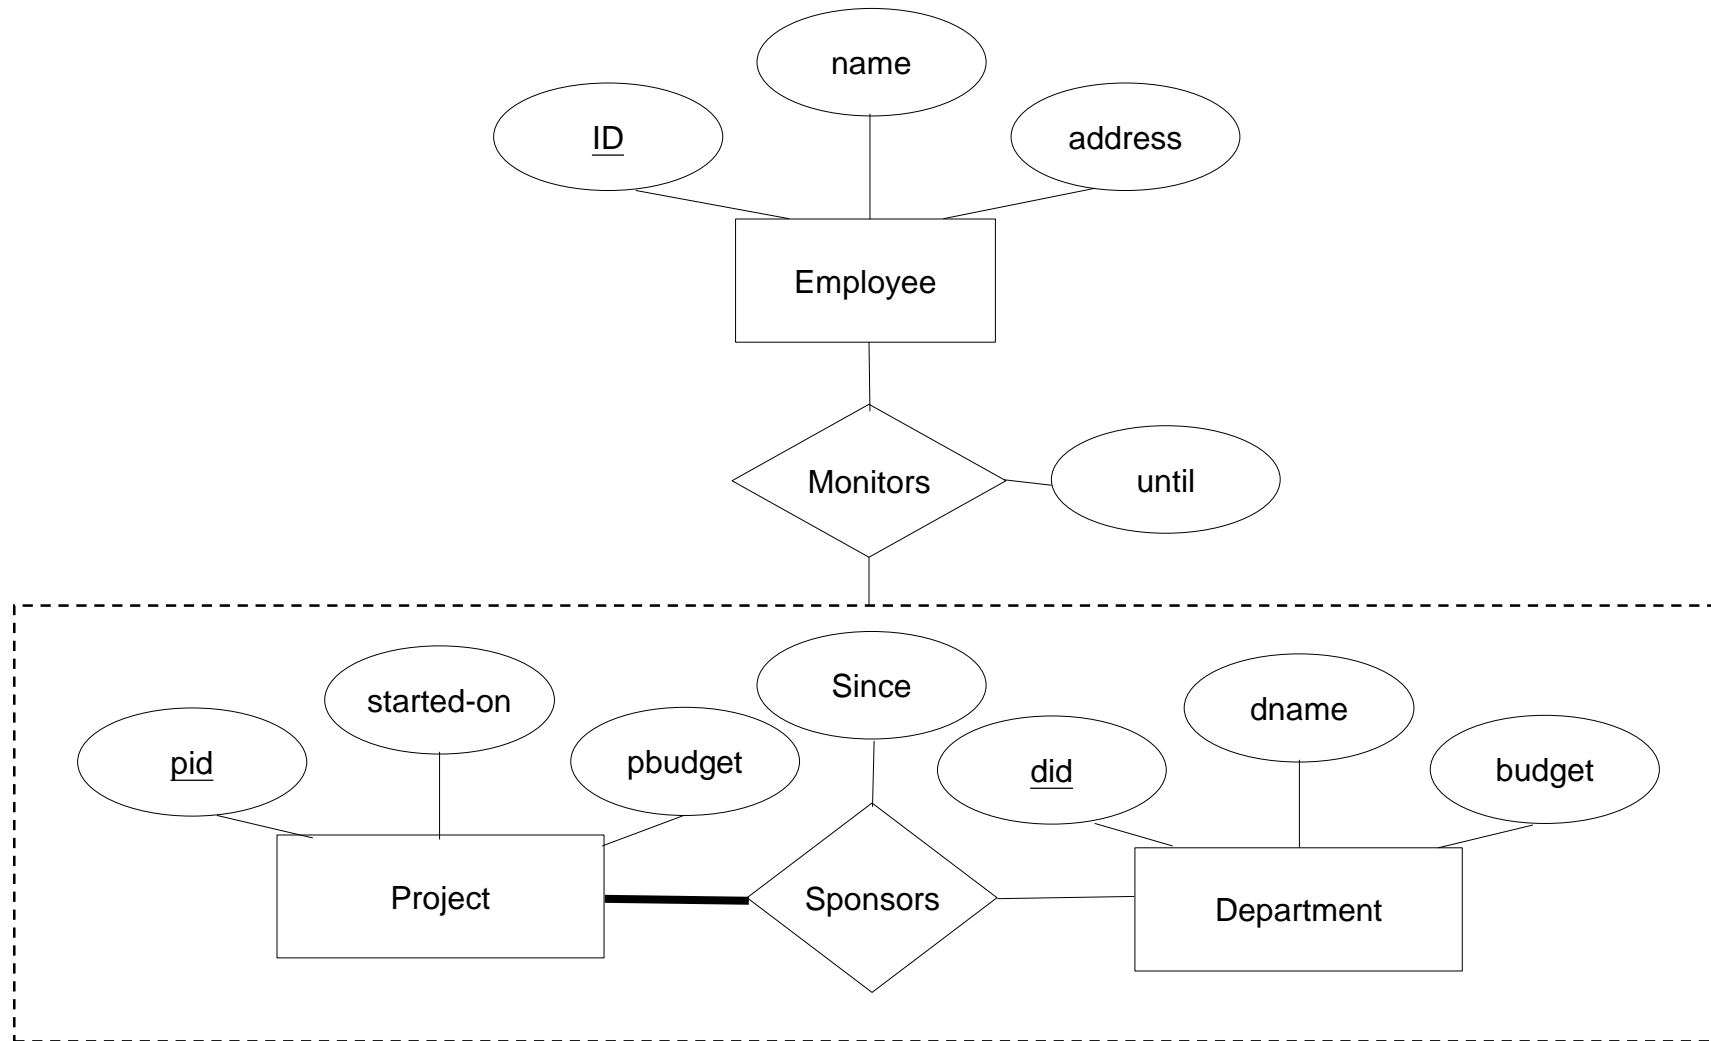 name
ID
address
Employee
Monitors
until
Since
started-on
dname
pid
pbudget
did
budget
Project
Sponsors
Department